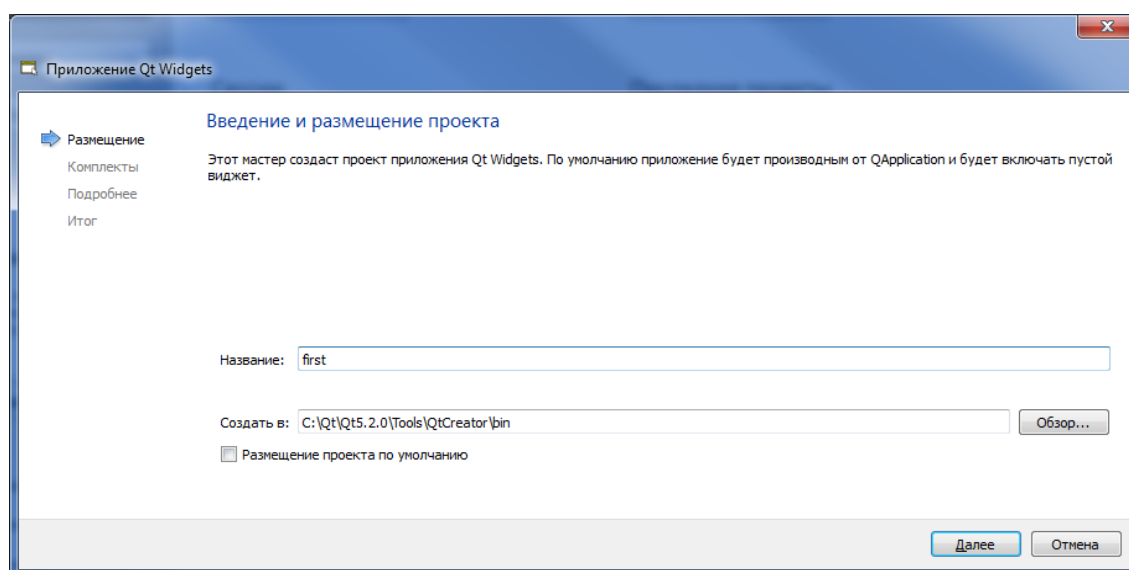 Приложение Qt Widgets
Размещение
Комплекты
Подробнее
Итог
Введение и размещение проекта
Этот мастер создаст проект приложения Qt Widgets. По умолчанию приложение будет производным от QApplication и будет включать пустой
виджет.
Название: first
Создать в: C:\Qt\Qt5.2.0\Tools\QtCreator\bin Обзор...
Размещение проекта по умолчанию
Далее Отмена